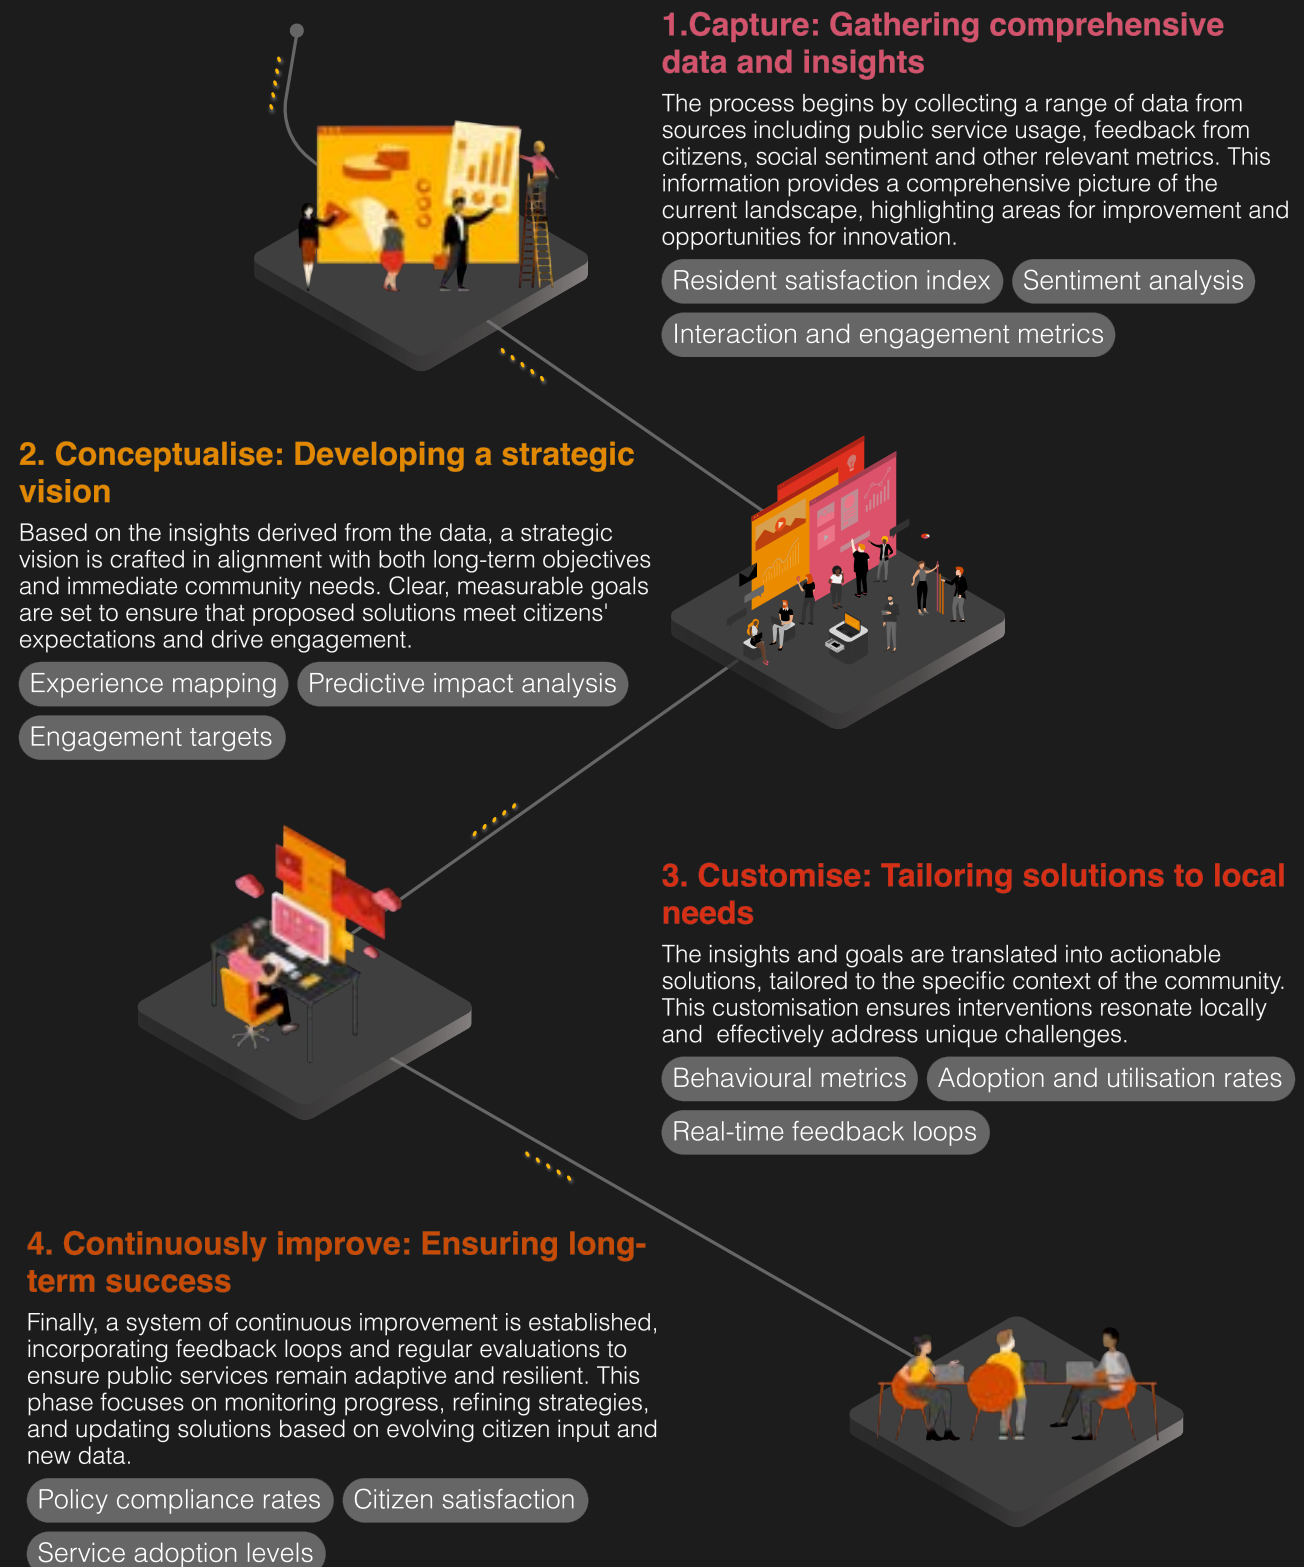 1.Capture: Gathering comprehensive
data and insights
The process begins by collecting a range of data from
sources including public service usage, feedback from
citizens, social sentiment and other relevant metrics. This
information provides a comprehensive picture of the
current landscape, highlighting areas for improvement and
opportunities for innovation.
Resident satisfaction index
Sentiment analysis
Interaction and engagement metrics
2. Conceptualise: Developing a strategic
vision
Based on the insights derived from the data, a strategic
vision is crafted in alignment with both long-term objectives
and immediate community needs. Clear, measurable goals
are set to ensure that proposed solutions meet citizens'
expectations and drive engagement.
Experience mapping
Predictive impact analysis
Engagement targets
3. Customise: Tailoring solutions to local
needs
The insights and goals are translated into actionable
solutions, tailored to the specific context of the community.
This customisation ensures interventions resonate locally
and  effectively address unique challenges.
Behavioural metrics
Adoption and utilisation rates
Real-time feedback loops
4. Continuously improve: Ensuring long-
term success
Finally, a system of continuous improvement is established,
incorporating feedback loops and regular evaluations to
ensure public services remain adaptive and resilient. This
phase focuses on monitoring progress, refining strategies,
and updating solutions based on evolving citizen input and
new data.
Policy compliance rates
Citizen satisfaction
Service adoption levels